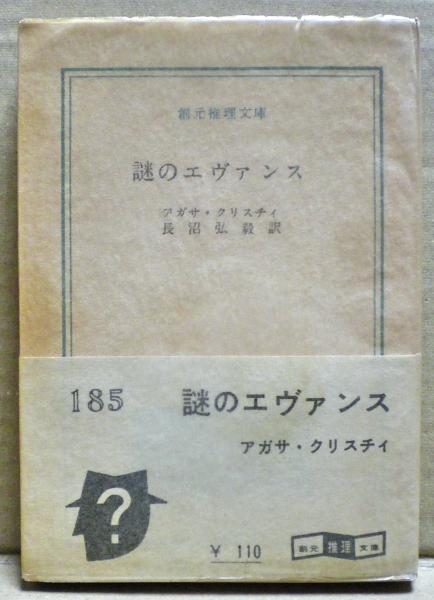 創元推理文庫
謎のエヴァンス
アガサ・クリスチィ
長沼弘毅訳
185 謎のエヴァンス
アガサ・クリスチィ
?
¥ 110
創元推理文庫